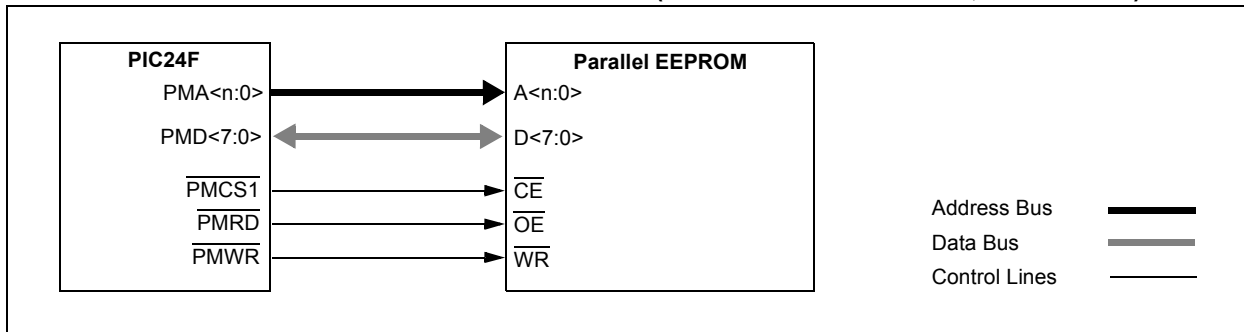 PIC24F
PMA<n:0>
PMD<7:0>
PMCS1
PMRD
PMWR
Parallel EEPROM
A<n:0>
D<7:0>
CE
OE
WR
Address Bus
Data Bus
Control Lines